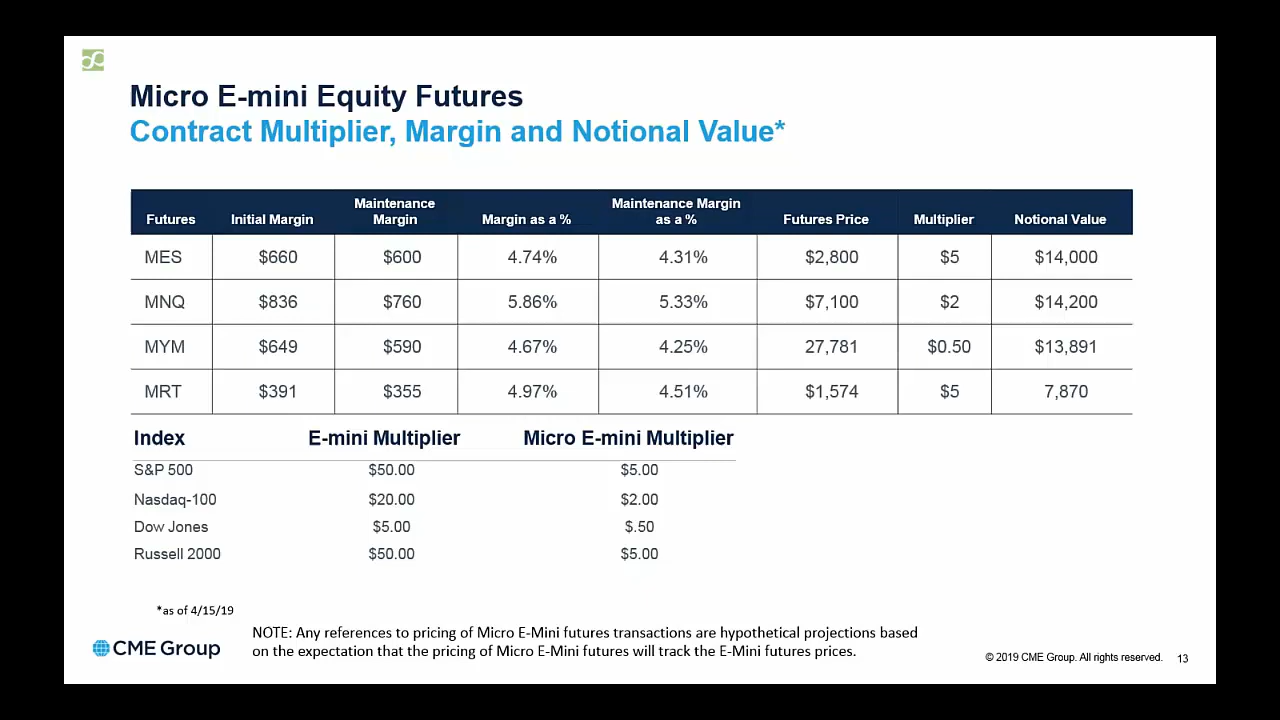 Micro E-mini Equity Futures
Contract Multiplier, Margin and Notional Value*
Futures Initial Margin Maintenance Margin Margin as a % Maintenance Margin as a % Futures Price Multiplier Notional Value
MES $660 $600 4.74% 4.31% $2,800 $5 $14,000
MNQ $836 $760 5.86% 5.33% $7,100 $2 $14,200
MYM $649 $590 4.67% 4.25% 27,781 $0.50 $13,891
MRT $391 $355 4.97% 4.51% $1,574 $5 7,870
Index E-mini Multiplier Micro E-mini Multiplier
S&P 500 $50.00 $5.00
Nasdaq-100 $20.00 $2.00
Dow Jones $5.00 $.50
Russell 2000 $50.00 $5.00
*as of 4/15/19
NOTE: Any references to pricing of Micro E-Mini futures transactions are hypothetical projections based
on the expectation that the pricing of Micro E-Mini futures will track the E-Mini futures prices.
CME Group
© 2019 CME Group. All rights reserved. 13